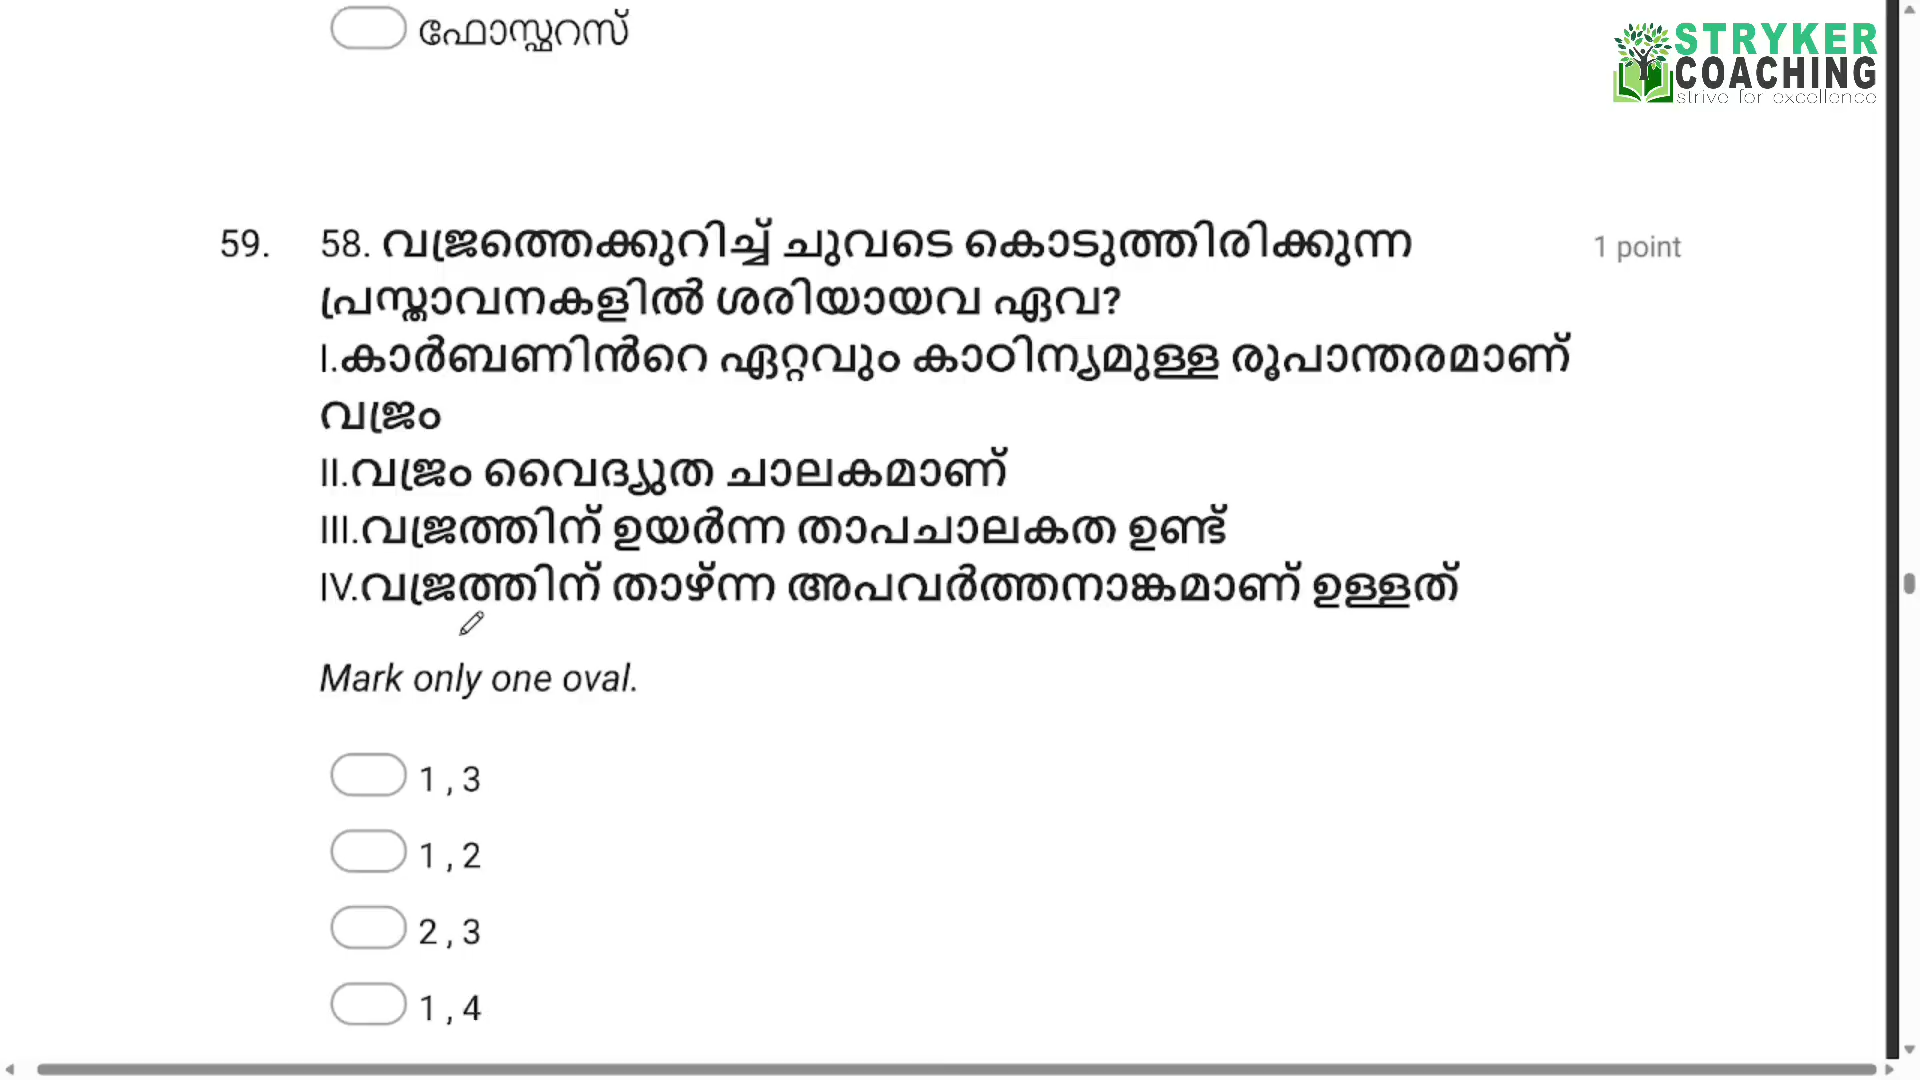 ഫോസ്ഫറസ്
STRYKER
COACHING
strive for excellence
59. 58. വജ്രത്തെക്കുറിച്ച് ചുവടെ കൊടുത്തിരിക്കുന്ന 1 point
പ്രസ്താവനകളിൽ ശരിയായവ ഏവ?
I.കാർബണിൻറെ ഏറ്റവും കാഠിന്യമുള്ള രൂപാന്തരമാണ്
വജ്രം
II.വജ്രം വൈദ്യുത ചാലകമാണ്
III.വജ്രത്തിന് ഉയർന്ന താപചാലകത ഉണ്ട്
IV.വജ്രത്തിന് താഴ്ന്ന അപവർത്തനാങ്കമാണ് ഉള്ളത്
Mark only one oval.
1 , 3
1 , 2
2 , 3
1 , 4